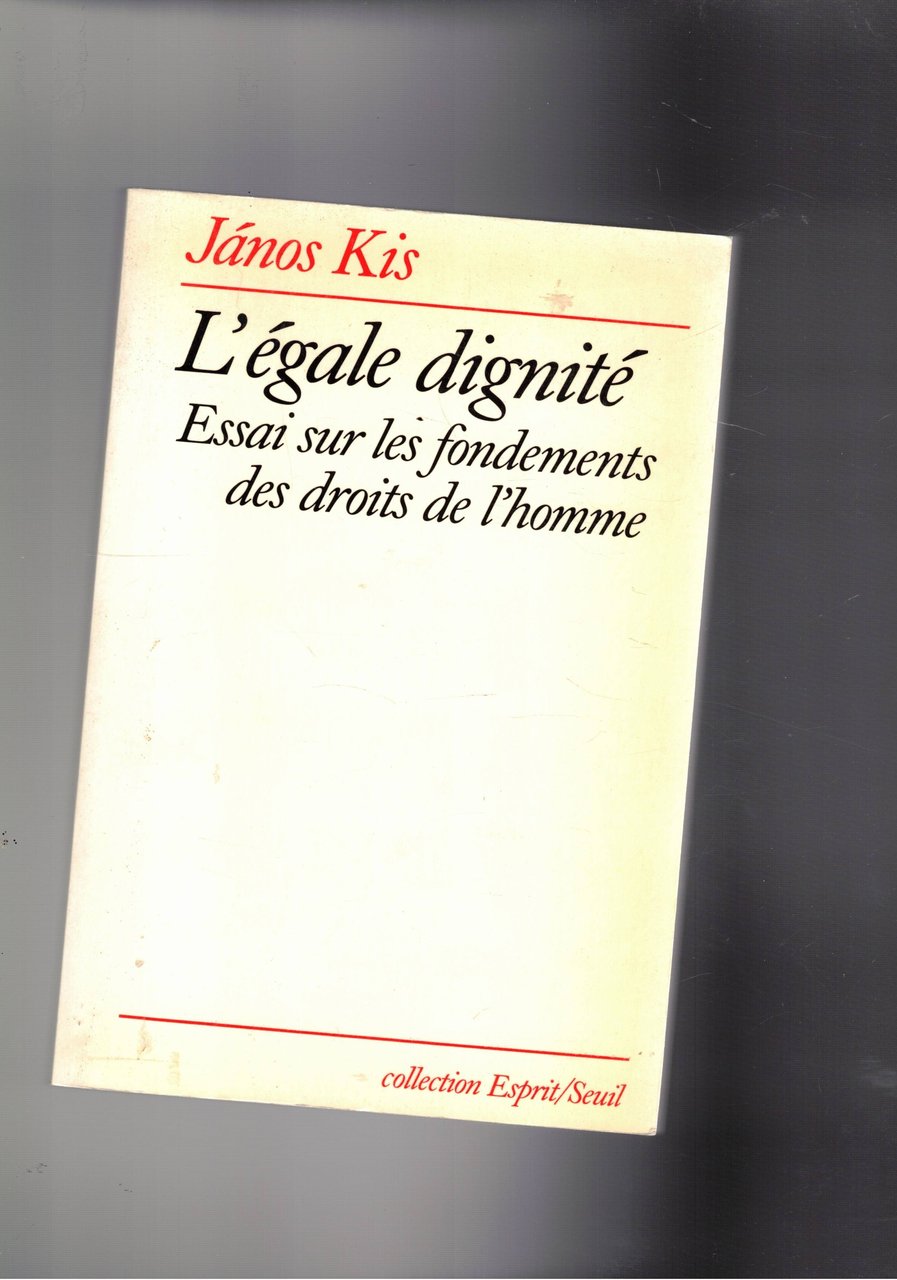 János Kis
L'égale dignité
Essai sur les fondements
des droits de l'homme
collection Esprit/Seuil